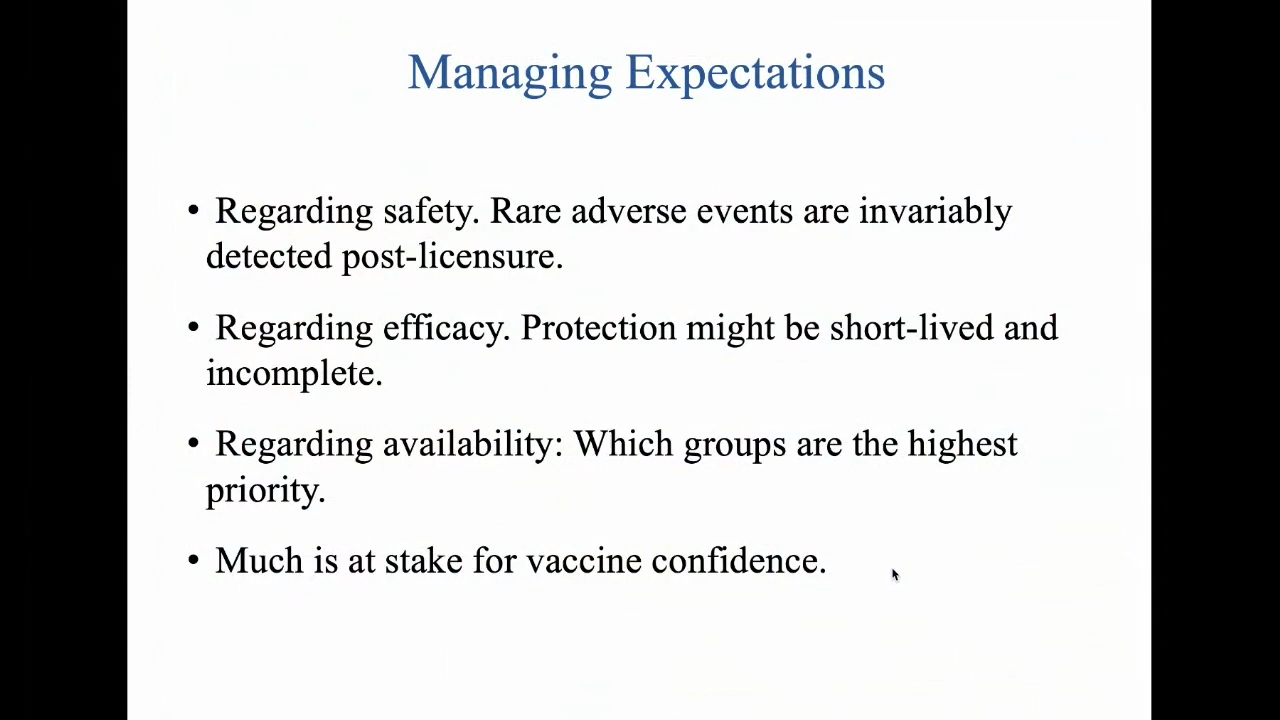 Managing Expectations
• Regarding safety. Rare adverse events are invariably
detected post-licensure.
• Regarding efficacy. Protection might be short-lived and
incomplete.
• Regarding availability: Which groups are the highest
priority.
• Much is at stake for vaccine confidence.